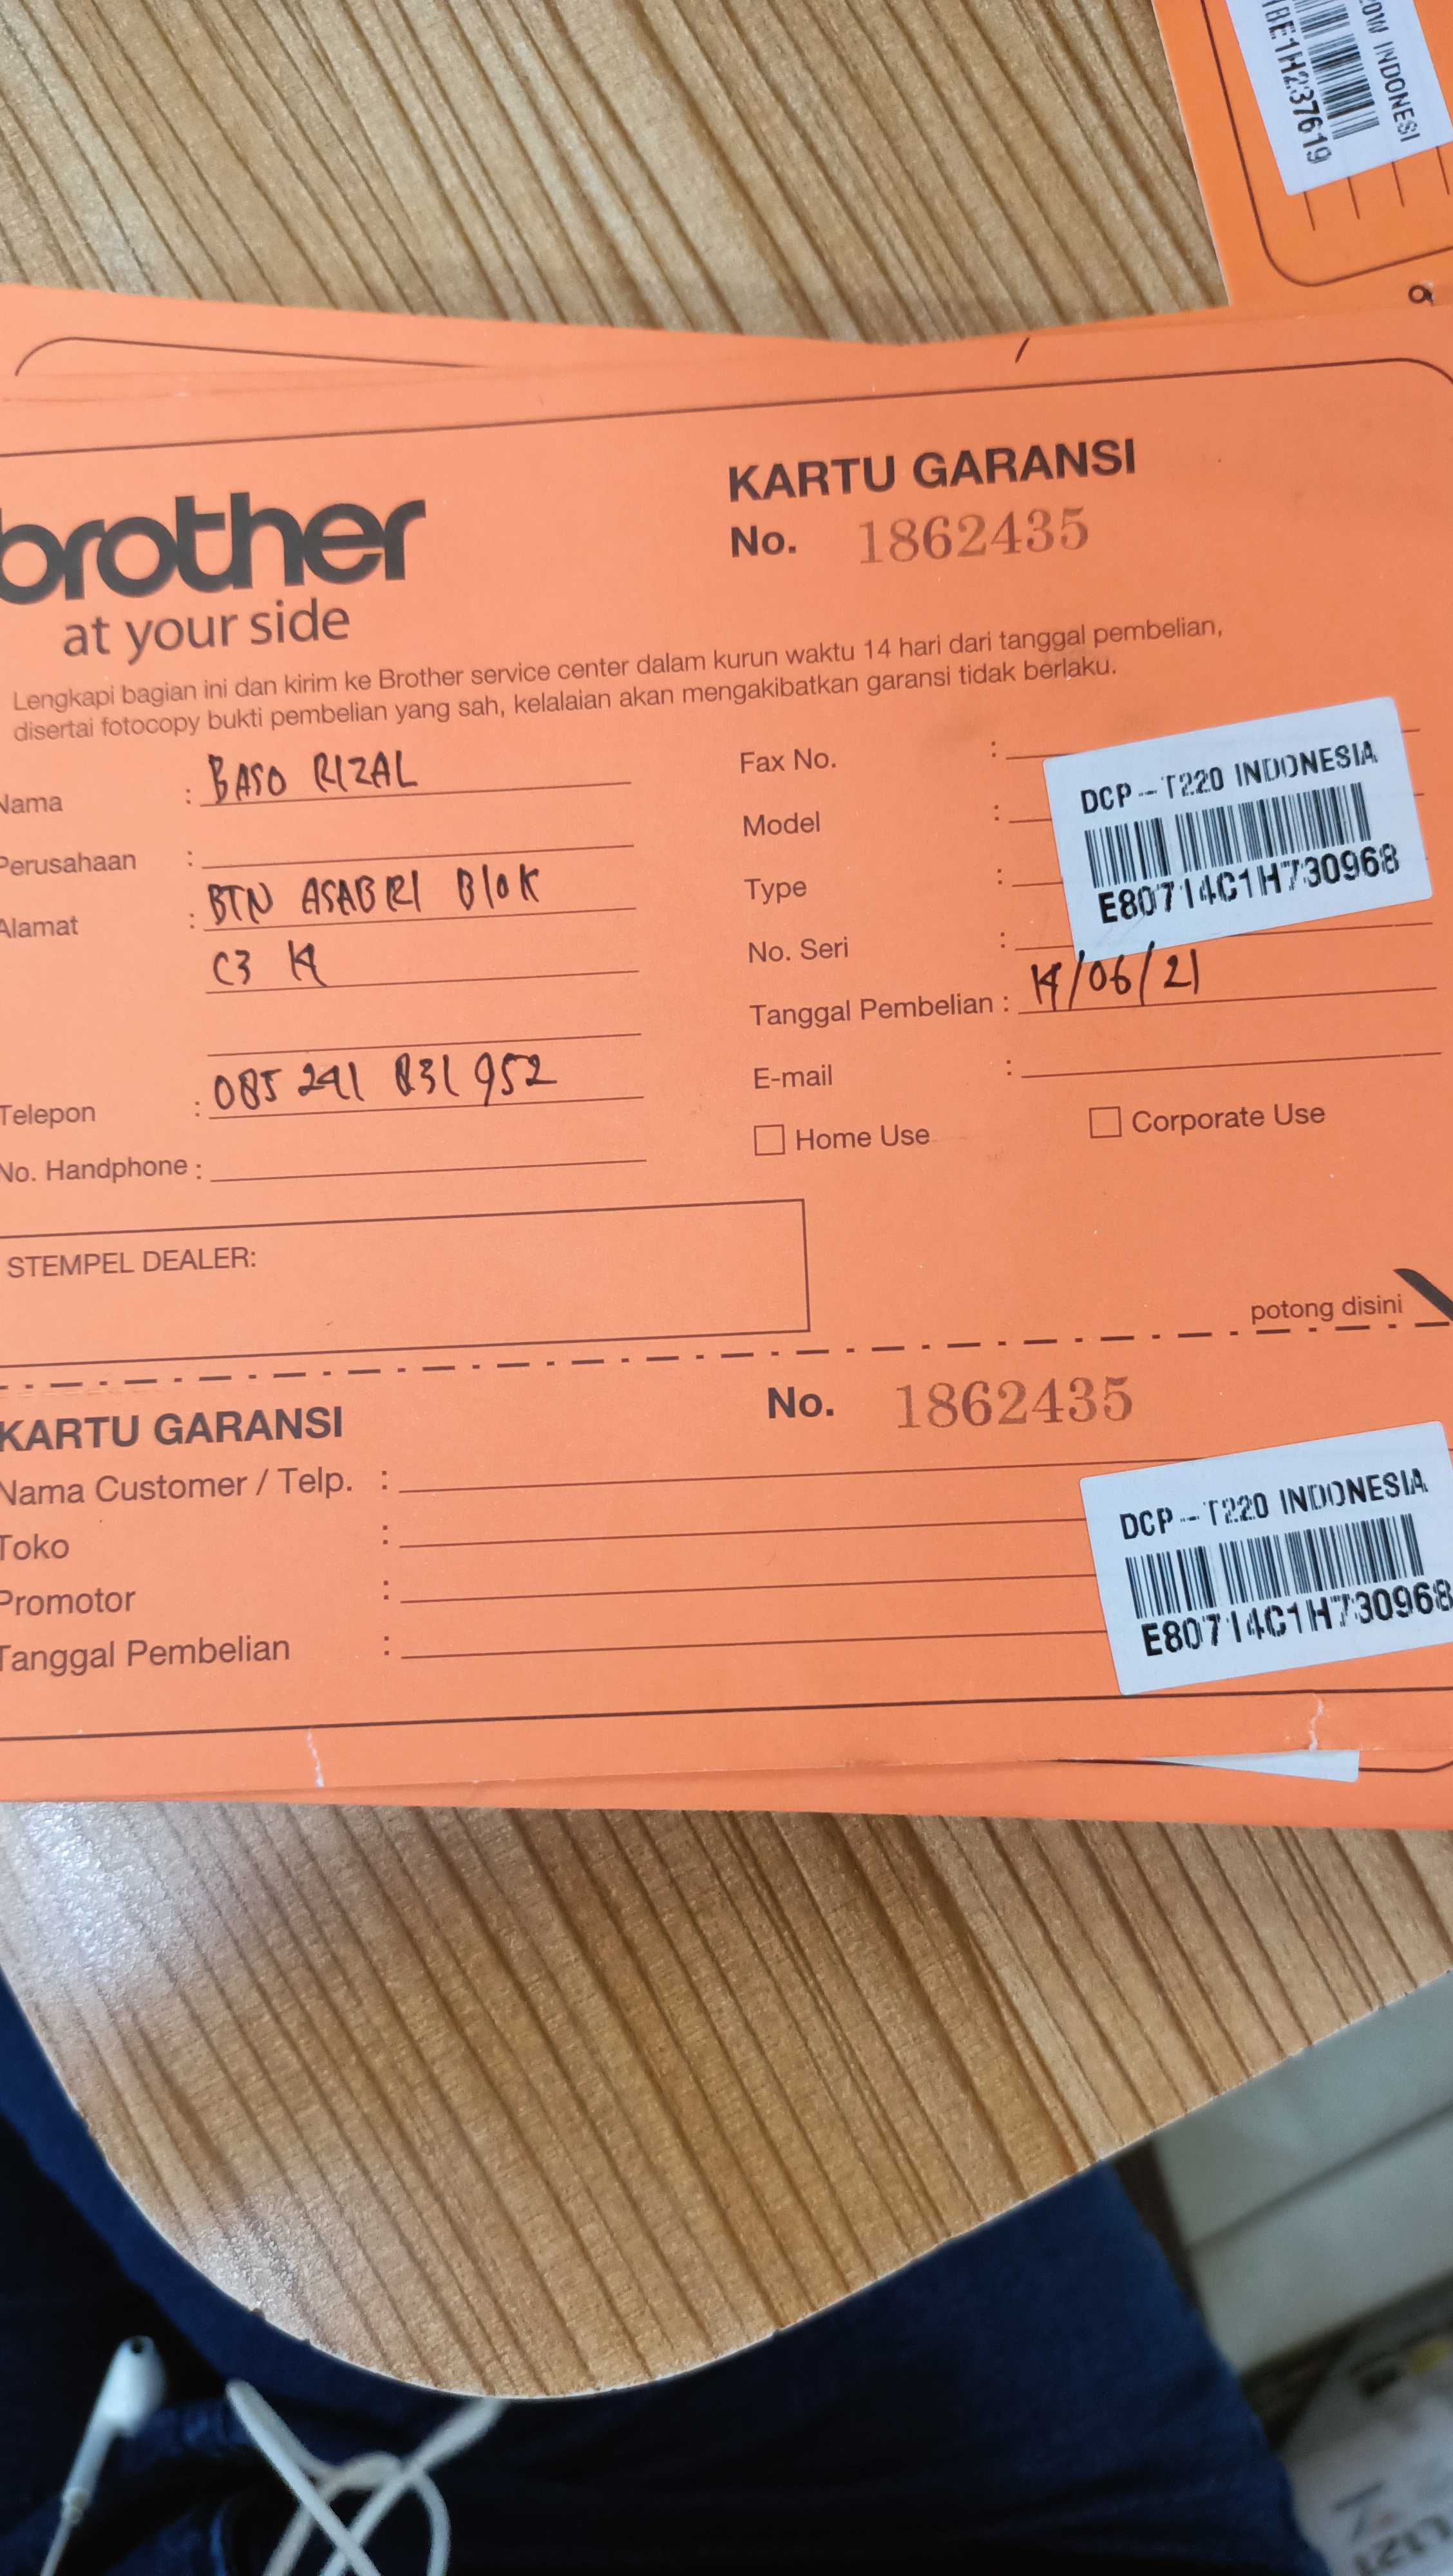 0W INDONESI
8E1H237619
brother
at your side
KARTU GARANSI
No. 1862435
Lengkapi bagian ini dan kirim ke Brother service center dalam kurun waktu 14 hari dari tanggal pembelian,
disertai fotocopy bukti pembelian yang sah, kelalaian akan mengakibatkan garansi tidak berlaku.
Nama : BASO RIZAL
Perusahaan :
Alamat : BTN ASABRI BLOK
C3 14
Telepon : 085 241 831 952
No. Handphone :
Fax No. :
Model :
Type :
No. Seri :
DCP-T220 INDONESIA
E80714C1H730968
Tanggal Pembelian : 14/06/21
E-mail :
Home Use
Corporate Use
STEMPEL DEALER:
potong disini
KARTU GARANSI
No. 1862435
Nama Customer / Telp. :
Toko :
Promotor :
Tanggal Pembelian :
DCP-T220 INDONESIA
E80714C1H730968